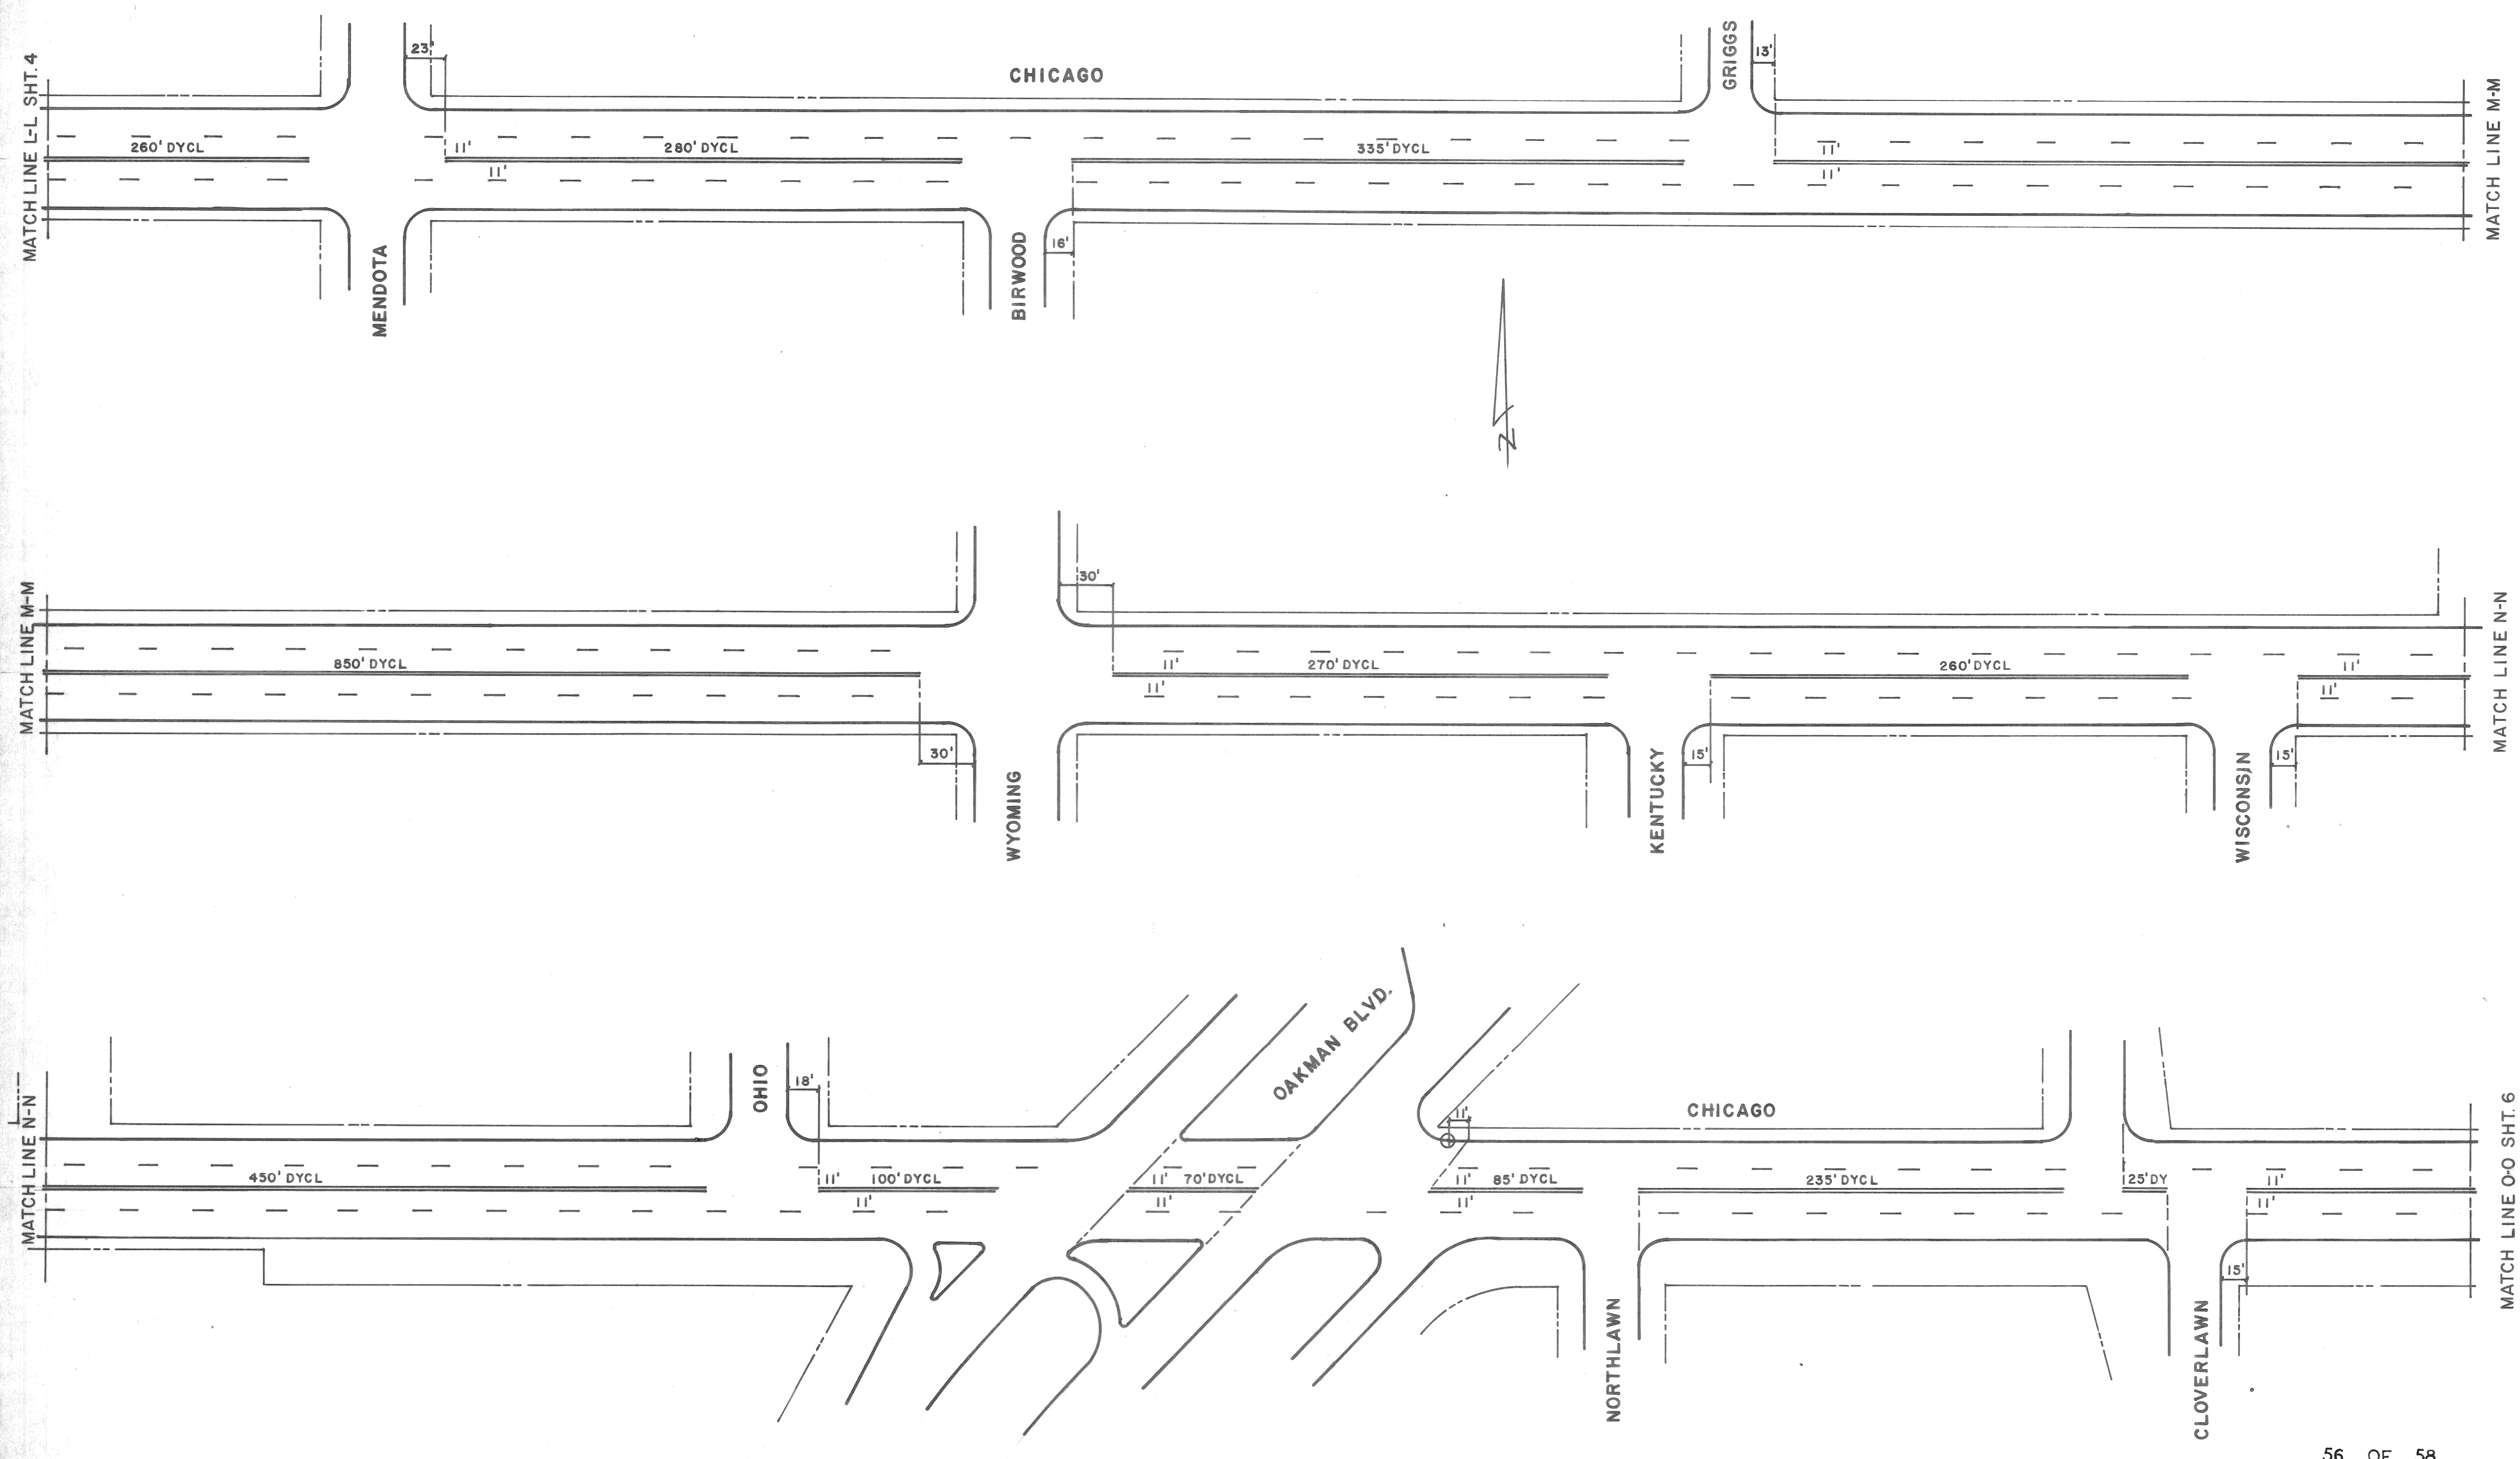 MATCH LINE L-L SHT. 4
23'
CHICAGO
GRIGGS
13'
MATCH LINE M-M
260' DYCL
11'
280' DYCL
335' DYCL
11'
11'
11'
MENDOTA
BIRWOOD
16'
N
MATCH LINE M-M
30'
MATCH LINE N-N
850' DYCL
11'
270' DYCL
260' DYCL
11'
11'
11'
30'
WYOMING
KENTUCKY
15'
WISCONSIN
15'
MATCH LINE N-N
OHIO
18'
OAKMAN BLVD.
11'
CHICAGO
MATCH LINE O-O SHT. 6
450' DYCL
11'
100' DYCL
11'
70' DYCL
11'
85' DYCL
235' DYCL
25' DY
11'
11'
11'
11'
11'
15'
NORTHLAWN
CLOVERLAWN
56 OF 58